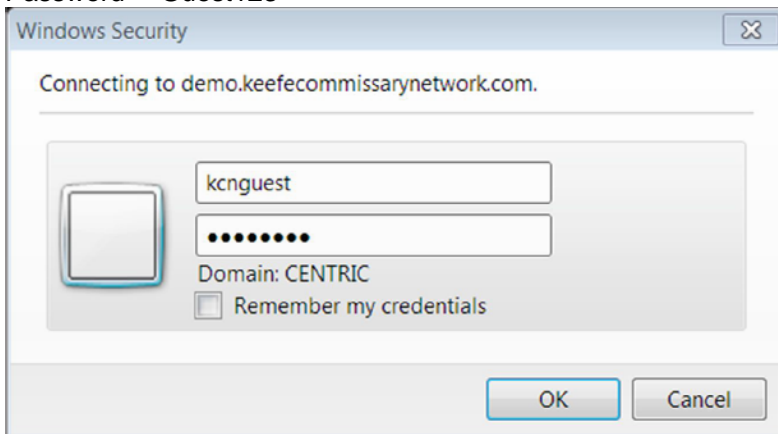 Windows Security
Connecting to demo.keefecommissarynetwork.com.
kcnguest
••••••••
Domain: CENTRIC
Remember my credentials
OK Cancel